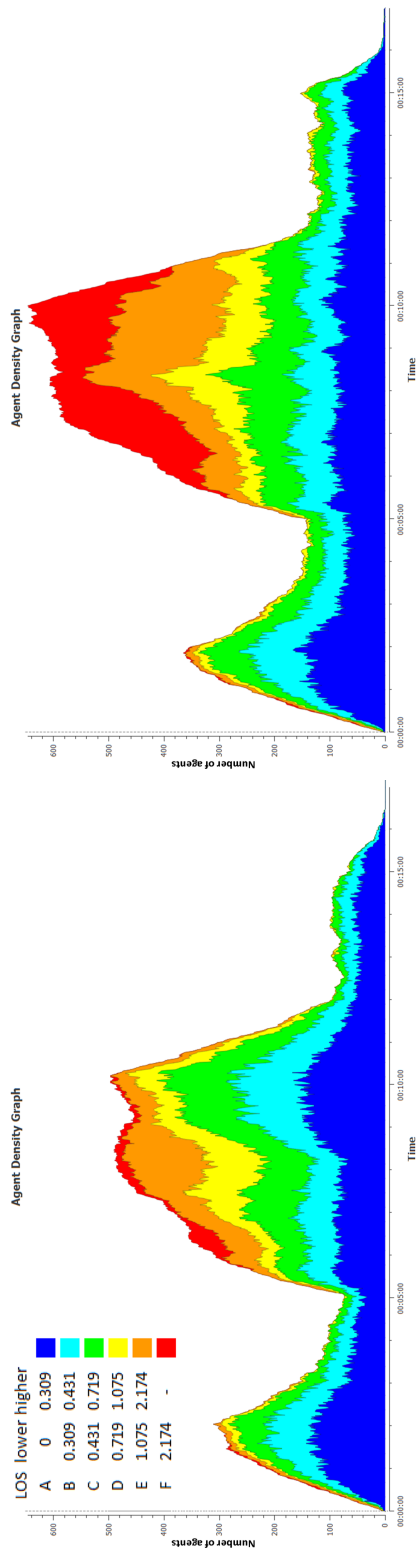 Agent Density Graph
LOS lower higher
A 0 0.309
B 0.309 0.431
C 0.431 0.719
D 0.719 1.075
E 1.075 2.174
F 2.174 -
Number of agents
600
500
400
300
200
100
0
00:00:00
00:05:00
00:10:00
00:15:00
Time
Agent Density Graph
Number of agents
600
500
400
300
200
100
0
00:00:00
00:05:00
00:10:00
00:15:00
Time